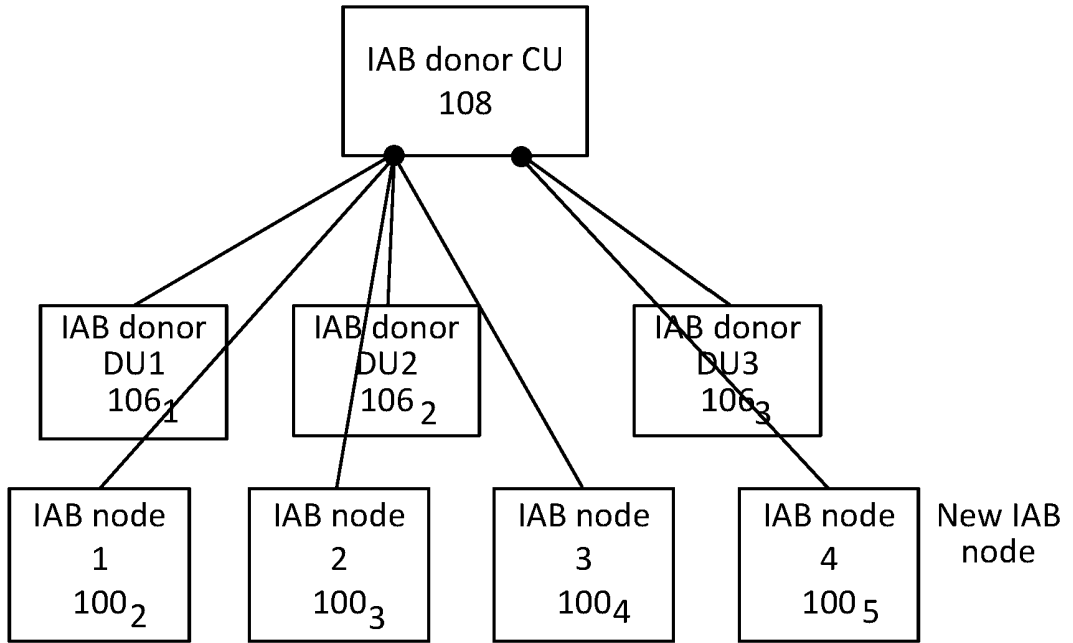 IAB donor CU
108
IAB donor
DU1
106₁
IAB donor
DU2
106₂
IAB donor
DU3
106₃
IAB node
1
100₂
IAB node
2
100₃
IAB node
3
100₄
IAB node
4
100₅
New IAB
node